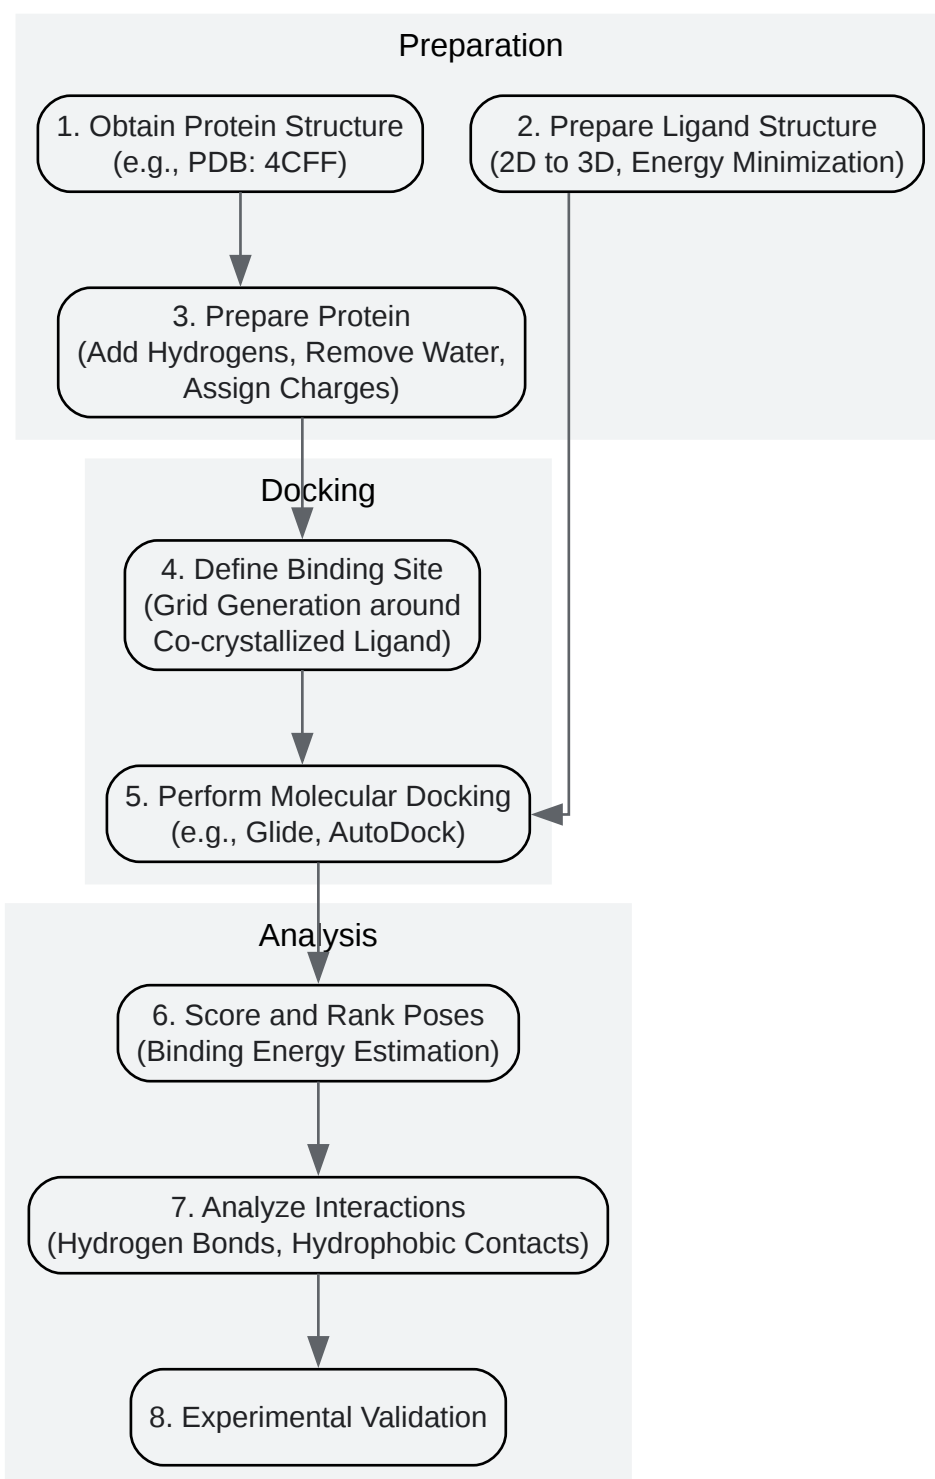 Preparation
1. Obtain Protein Structure
(e.g., PDB: 4CFF)
2. Prepare Ligand Structure
(2D to 3D, Energy Minimization)
3. Prepare Protein
(Add Hydrogens, Remove Water,
Assign Charges)
Docking
4. Define Binding Site
(Grid Generation around
Co-crystallized Ligand)
5. Perform Molecular Docking
(e.g., Glide, AutoDock)
Analysis
6. Score and Rank Poses
(Binding Energy Estimation)
7. Analyze Interactions
(Hydrogen Bonds, Hydrophobic Contacts)
8. Experimental Validation